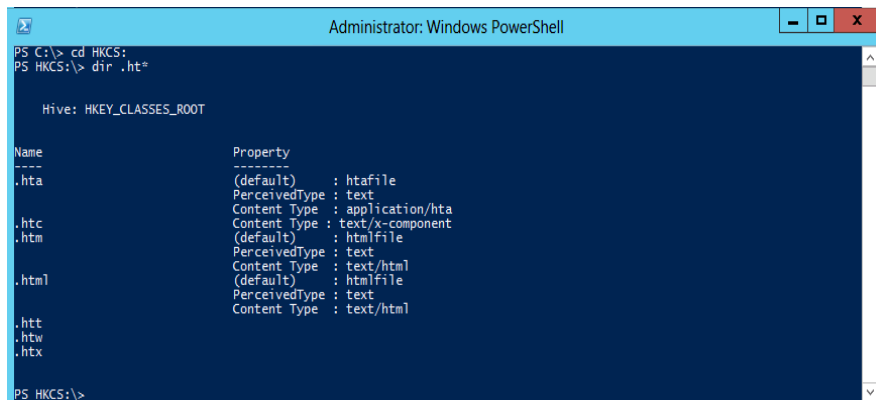 Administrator: Windows PowerShell
PS C:\> cd HKCS:
PS HKCS:\> dir .ht*
Hive: HKEY_CLASSES_ROOT
Name                           Property
----                           --------
.hta                           (default)     : htafile
                               PerceivedType : text
                               Content Type  : application/hta
.htc                           Content Type : text/x-component
.htm                           (default)     : htmlfile
                               PerceivedType : text
                               Content Type  : text/html
.html                          (default)     : htmlfile
                               PerceivedType : text
                               Content Type  : text/html
.htt
.htw
.htx
PS HKCS:\>